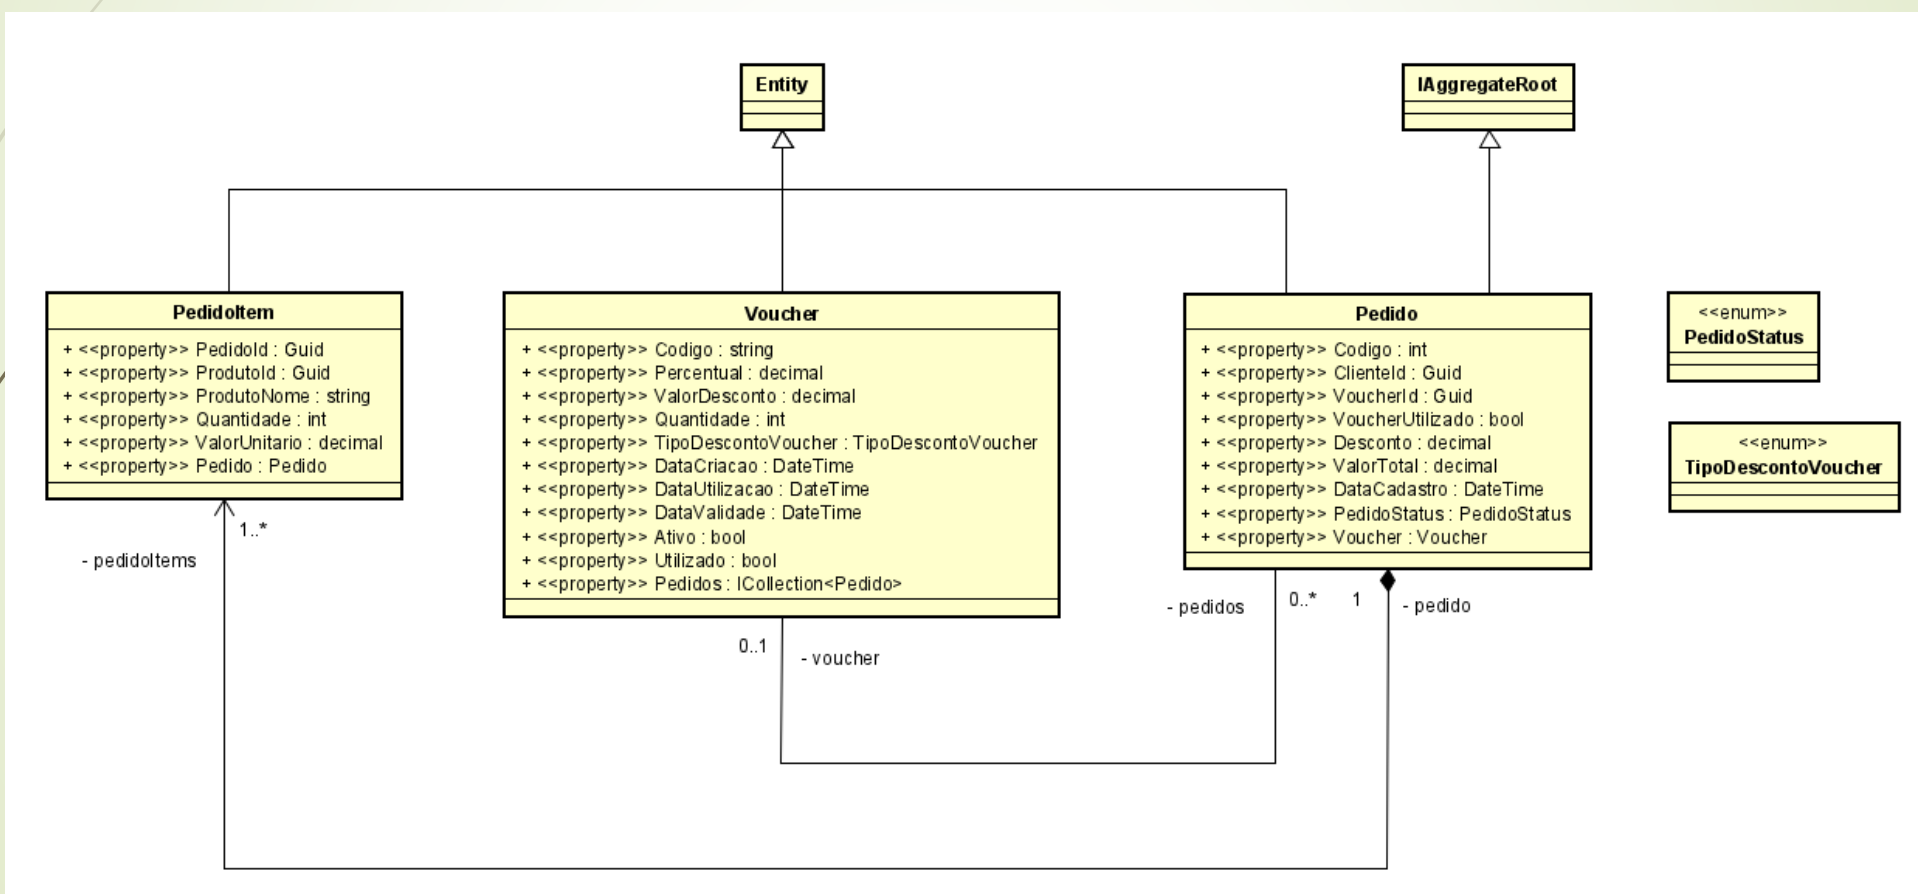 Entity
IAggregateRoot
PedidoItem
+ <<property>> PedidoId : Guid
+ <<property>> ProdutoId : Guid
+ <<property>> ProdutoNome : string
+ <<property>> Quantidade : int
+ <<property>> ValorUnitario : decimal
+ <<property>> Pedido : Pedido
Voucher
+ <<property>> Codigo : string
+ <<property>> Percentual : decimal
+ <<property>> ValorDesconto : decimal
+ <<property>> Quantidade : int
+ <<property>> TipoDescontoVoucher : TipoDescontoVoucher
+ <<property>> DataCriacao : DateTime
+ <<property>> DataUtilizacao : DateTime
+ <<property>> DataValidade : DateTime
+ <<property>> Ativo : bool
+ <<property>> Utilizado : bool
+ <<property>> Pedidos : ICollection<Pedido>
Pedido
+ <<property>> Codigo : int
+ <<property>> ClienteId : Guid
+ <<property>> VoucherId : Guid
+ <<property>> VoucherUtilizado : bool
+ <<property>> Desconto : decimal
+ <<property>> ValorTotal : decimal
+ <<property>> DataCadastro : DateTime
+ <<property>> PedidoStatus : PedidoStatus
+ <<property>> Voucher : Voucher
<<enum>>
PedidoStatus
<<enum>>
TipoDescontoVoucher
1..*
- pedidoItems
0..1
- voucher
- pedidos
0..*
1
- pedido